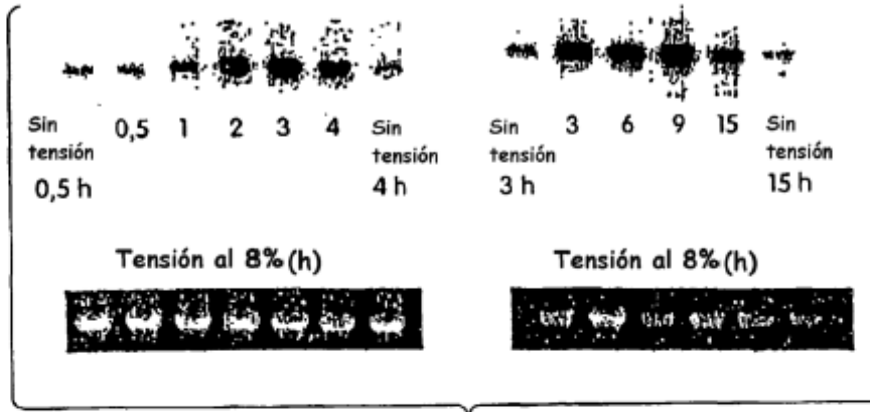 Sin tensión 0,5 h
0,5
1
2
3
4
Sin tensión 4 h
Sin tensión 3 h
3
6
9
15
Sin tensión 15 h
Tensión al 8% (h)
Tensión al 8% (h)